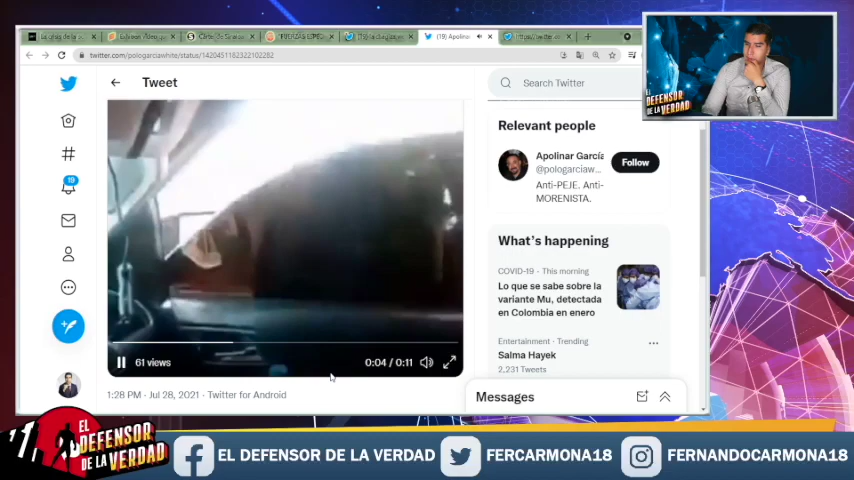 twitter.com/pologarciawhite/status/1420451182322102282
Tweet
Search Twitter
Relevant people
Apolinar García
@pologarciaw...
Follow
Anti-PEJE. Anti-
MORENISTA.
What's happening
COVID-19 · This morning
Lo que se sabe sobre la
variante Mu, detectada
en Colombia en enero
Entertainment · Trending
Salma Hayek
2,231 Tweets
19
61 views
0:04 / 0:11
1:28 PM · Jul 28, 2021 · Twitter for Android
Messages
EL
DEFENSOR
DE LA
VERDAD
#1
EL
DEFENSOR
DE LA VERDAD
EL DEFENSOR DE LA VERDAD
FERCARMONA18
FERNANDOCARMONA18